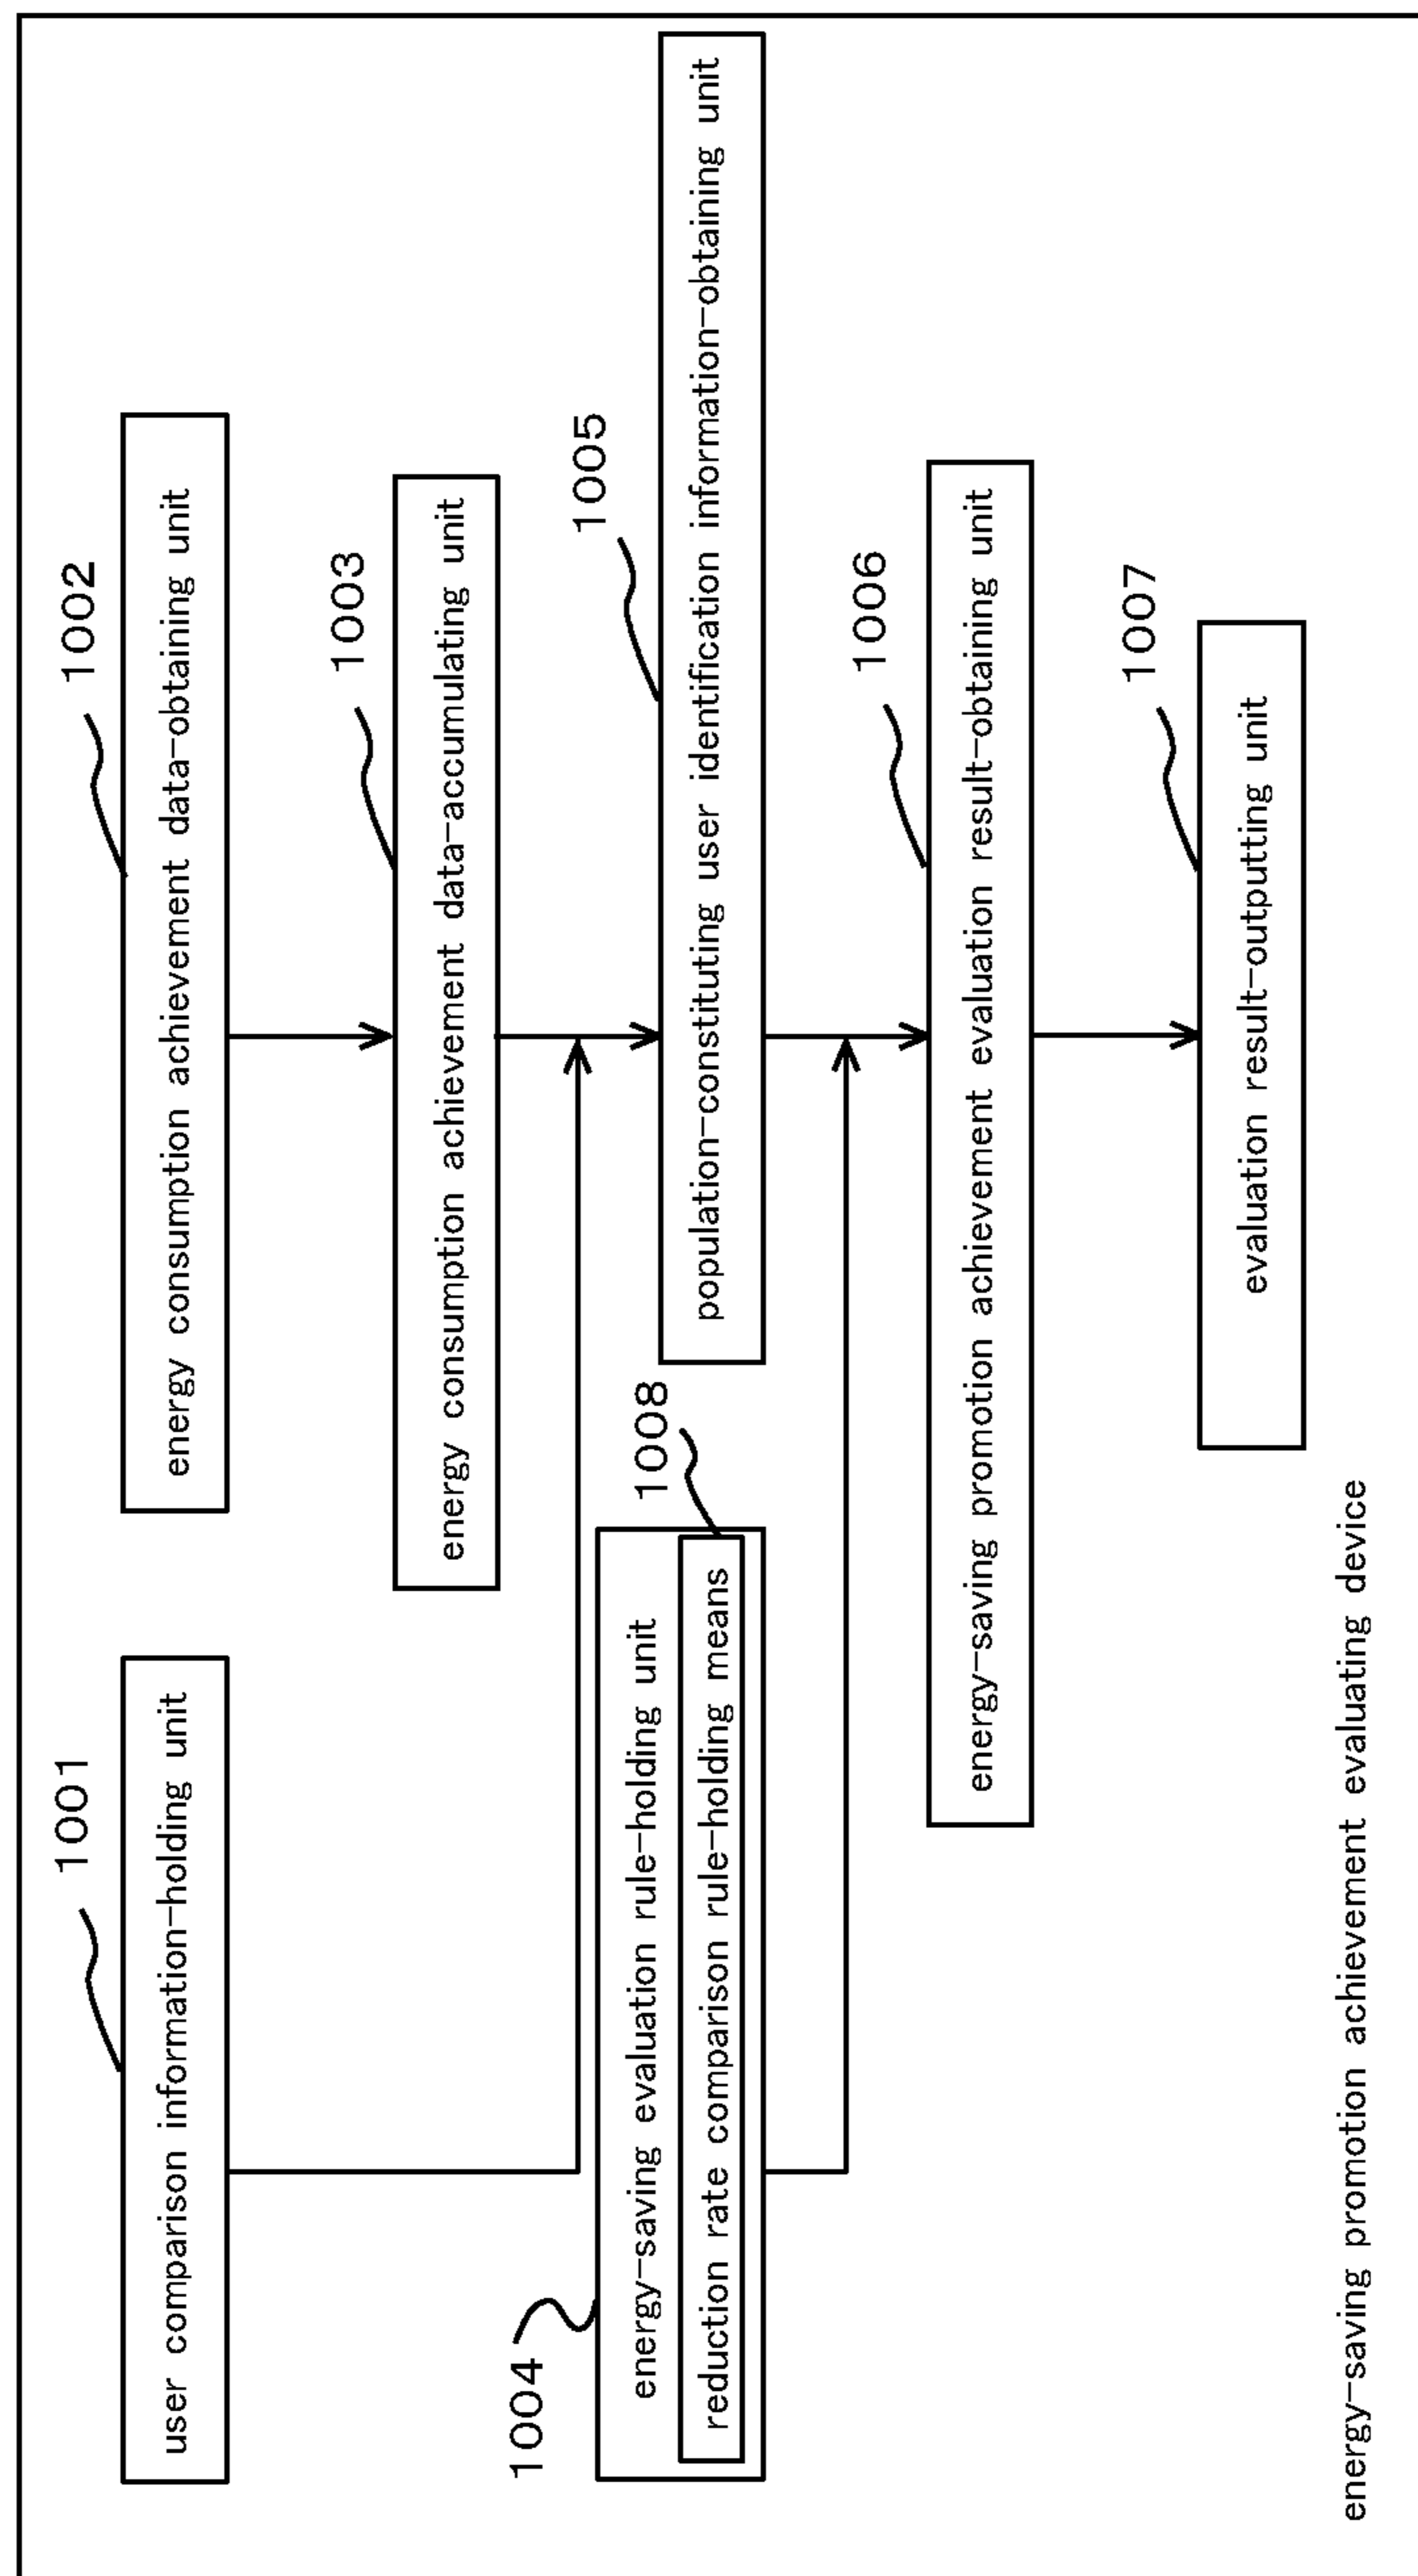 1001
user comparison information-holding unit
1002
energy consumption achievement data-obtaining unit
1003
energy consumption achievement data-accumulating unit
1004
energy-saving evaluation rule-holding unit
1008
reduction rate comparison rule-holding means
1005
population-constituting user identification information-obtaining unit
1006
energy-saving promotion achievement evaluation result-obtaining unit
1007
evaluation result-outputting unit
energy-saving promotion achievement evaluating device